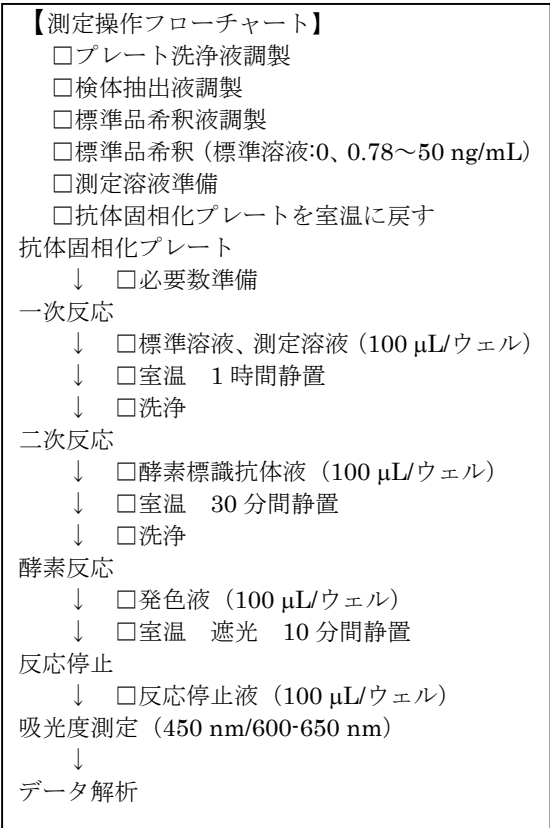 【測定操作フローチャート】
□プレート洗浄液調製
□検体抽出液調製
□標準品希釈液調製
□標準品希釈（標準溶液:0、0.78～50 ng/mL）
□測定溶液準備
□抗体固相化プレートを室温に戻す
抗体固相化プレート
↓ □必要数準備
一次反応
↓ □標準溶液、測定溶液（100 μL/ウェル）
↓ □室温 1時間静置
↓ □洗浄
二次反応
↓ □酵素標識抗体液（100 μL/ウェル）
↓ □室温 30分間静置
↓ □洗浄
酵素反応
↓ □発色液（100 μL/ウェル）
↓ □室温 遮光 10分間静置
反応停止
↓ □反応停止液（100 μL/ウェル）
吸光度測定（450 nm/600-650 nm）
↓
データ解析